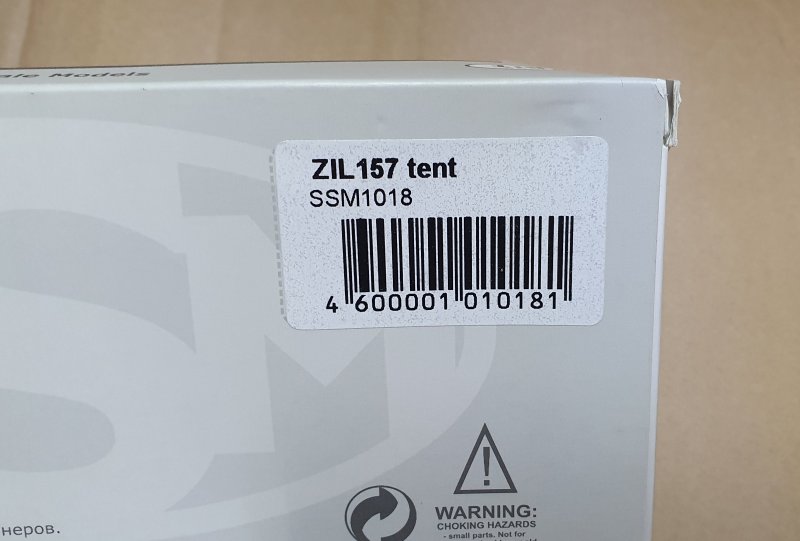 ale Models
ZIL157 tent
SSM1018
4 600001 010181
WARNING:
CHOKING HAZARDS
- small parts. Not for
неров.